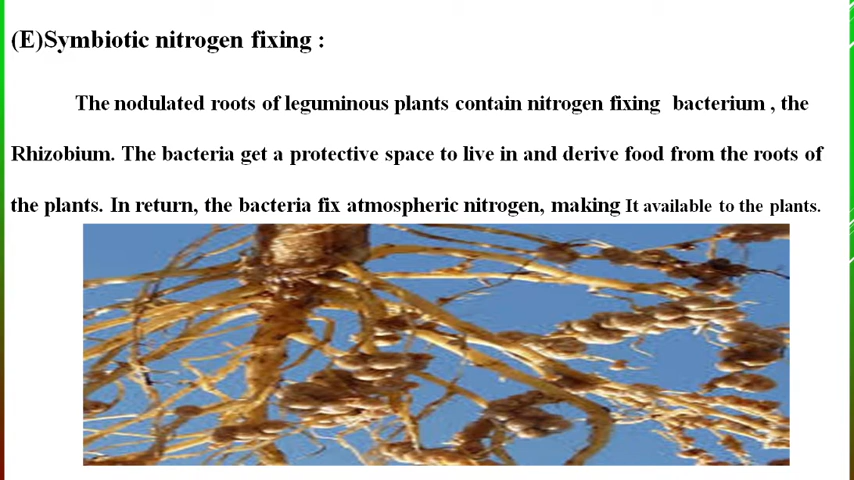 (E)Symbiotic nitrogen fixing :
The nodulated roots of leguminous plants contain nitrogen fixing bacterium , the
Rhizobium. The bacteria get a protective space to live in and derive food from the roots of
the plants. In return, the bacteria fix atmospheric nitrogen, making It available to the plants.